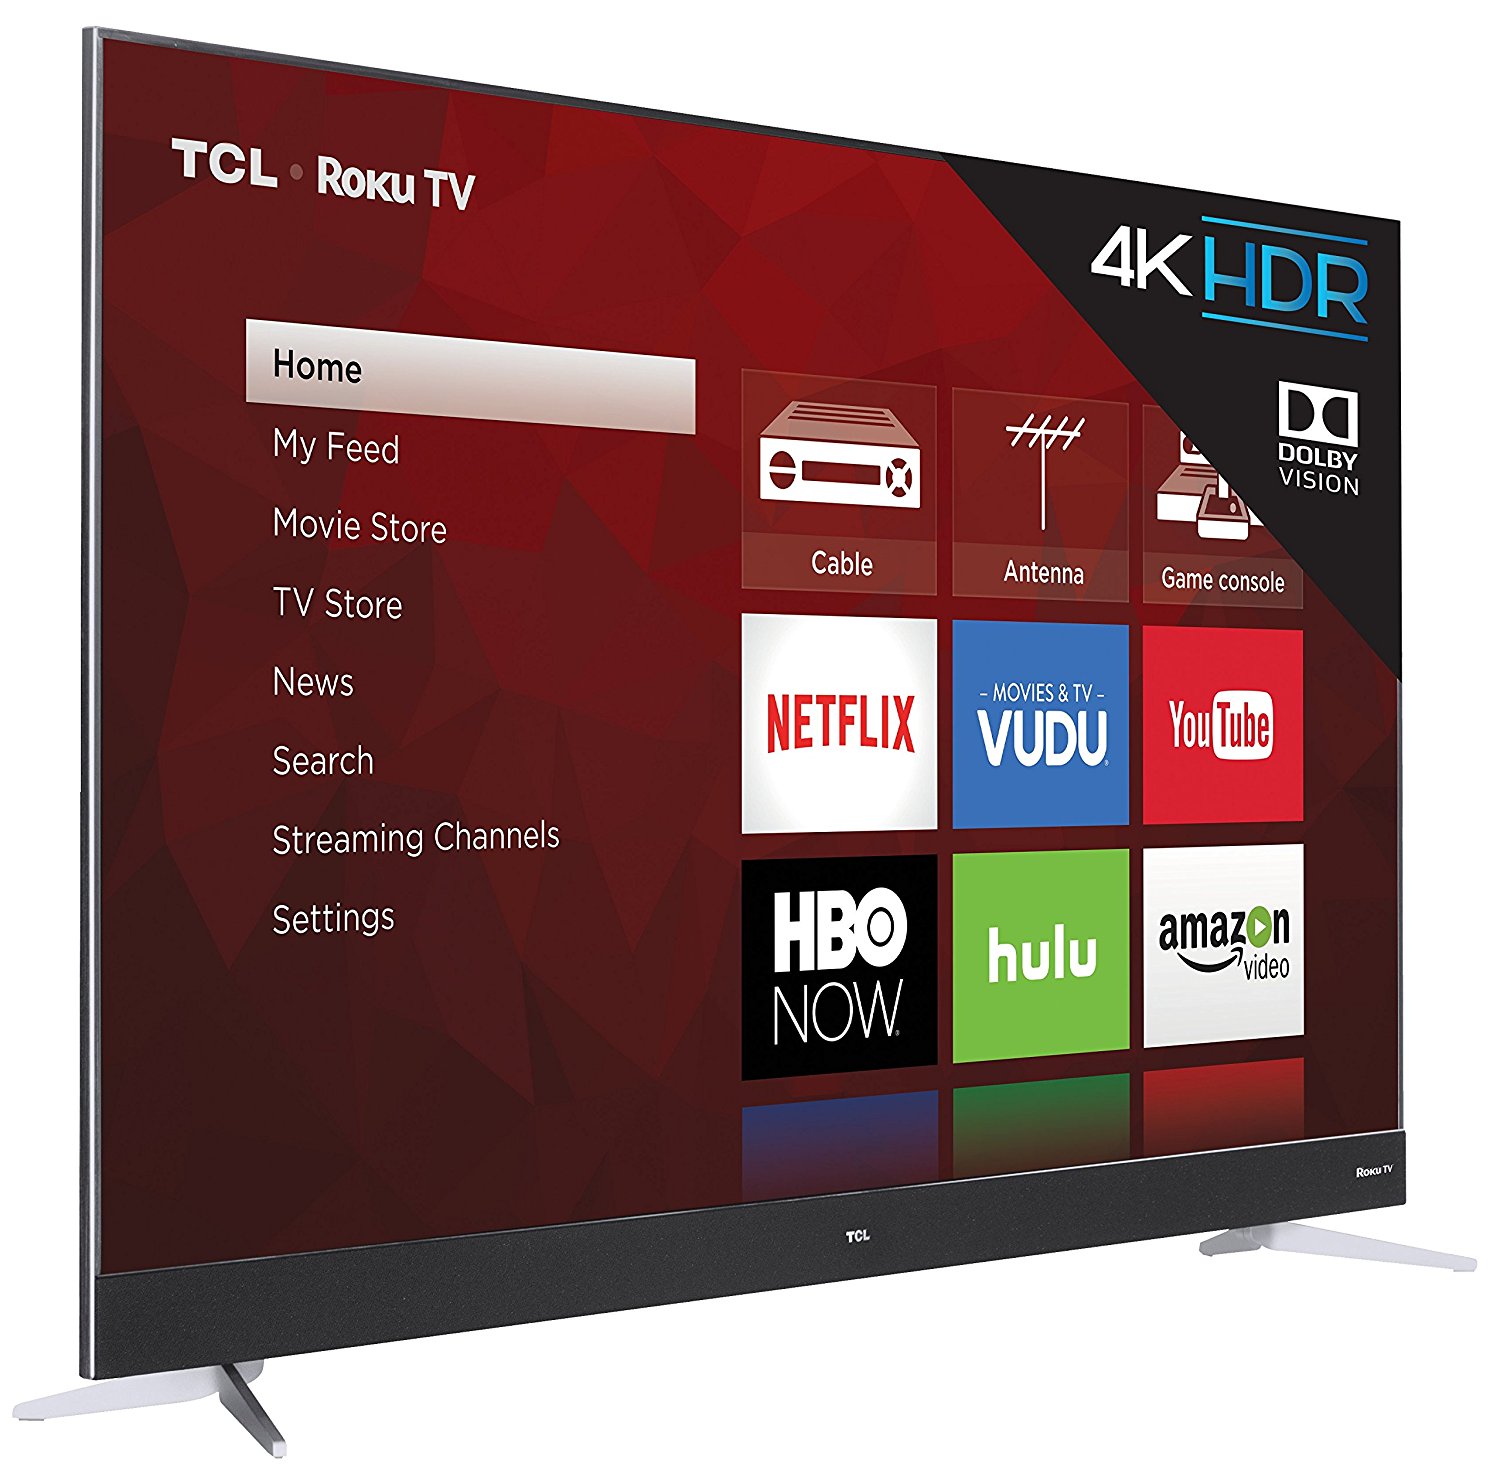 TCL • Roku TV
4K HDR
DOLBY
VISION
Home
My Feed
Movie Store
TV Store
News
Search
Streaming Channels
Settings
Cable
Antenna
Game console
NETFLIX
– MOVIES & TV –
VUDU
YouTube
HBO
NOW
hulu
amazon
video
Roku TV
TCL